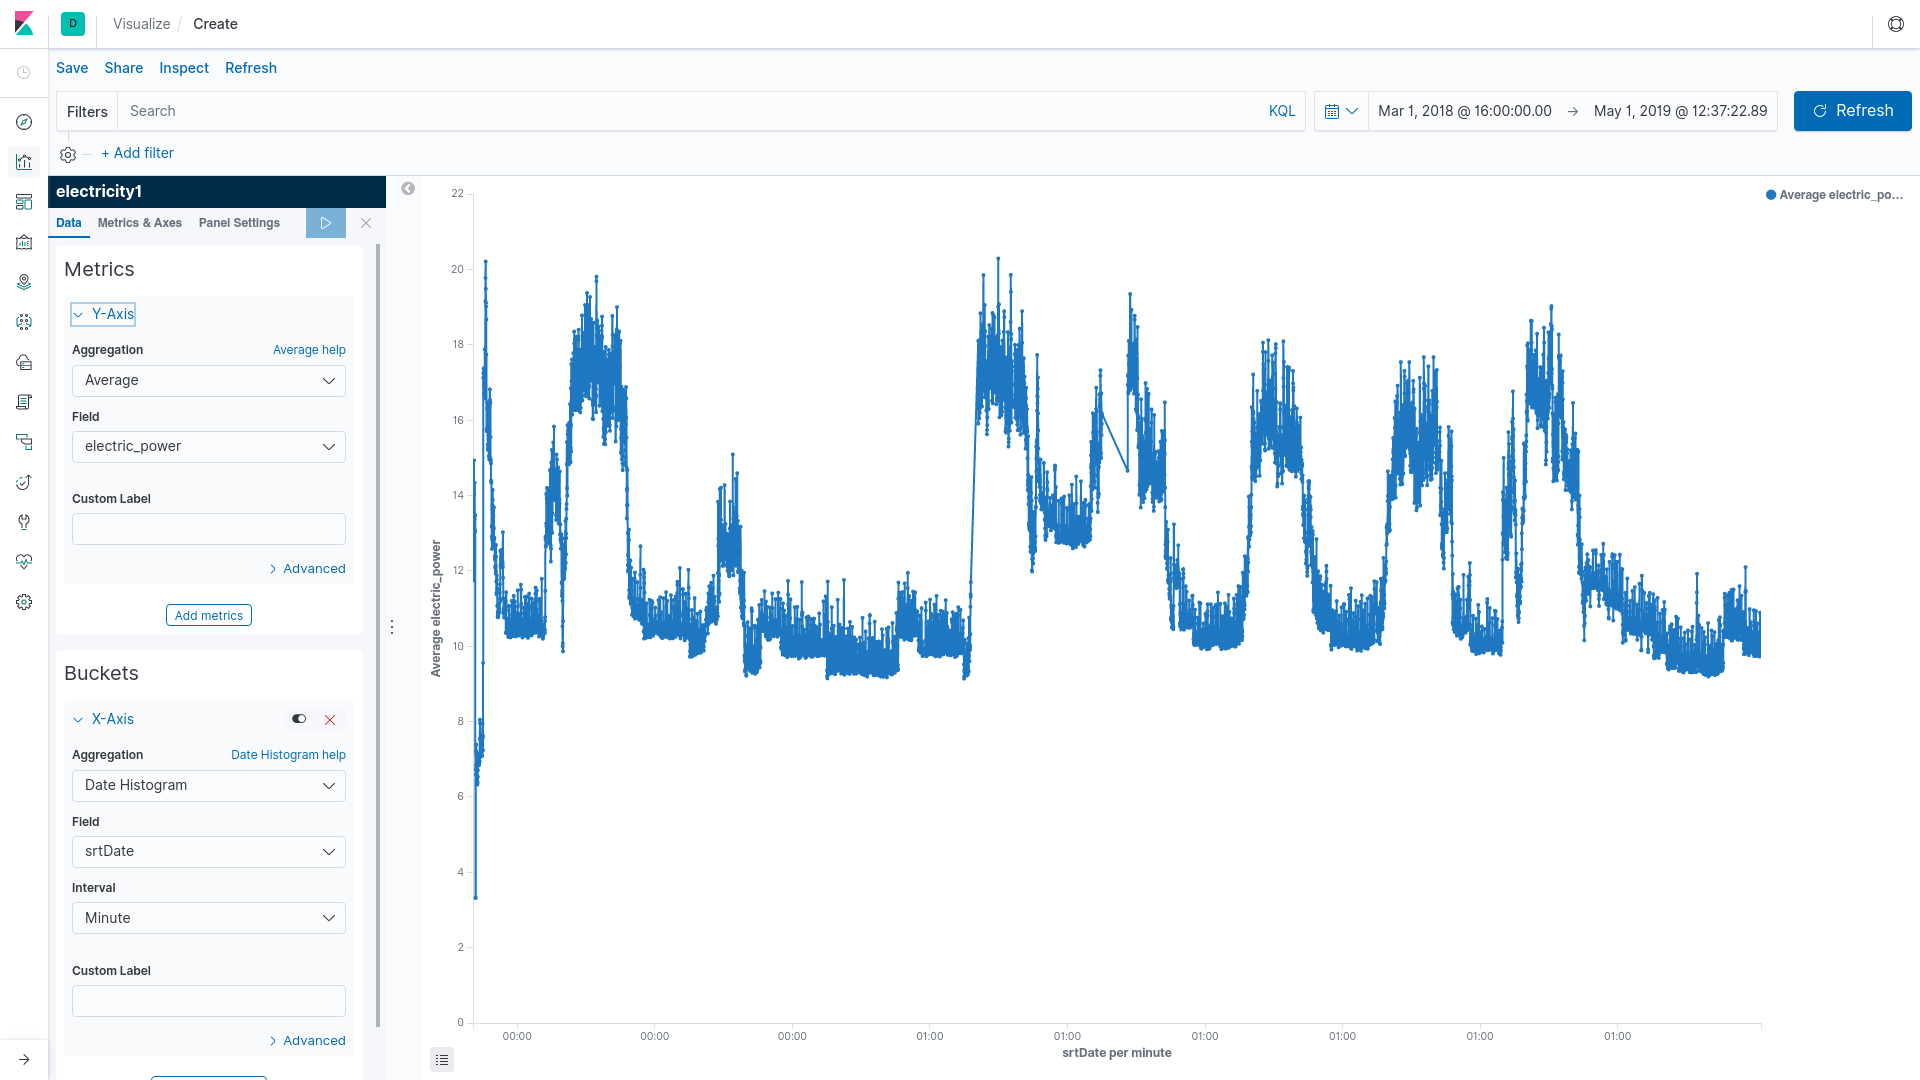 D Visualize / Create
Save Share Inspect Refresh
Filters Search KQL Mar 1, 2018 @ 16:00:00.00 → May 1, 2019 @ 12:37:22.89 Refresh
+ Add filter
electricity1
Data Metrics & Axes Panel Settings
Metrics
Y-Axis
Aggregation Average help
Average
Field
electric_power
Custom Label
Advanced
Add metrics
Buckets
X-Axis
Aggregation Date Histogram help
Date Histogram
Field
srtDate
Interval
Minute
Custom Label
Advanced
22
20
18
16
14
12
10
8
6
4
2
0
Average electric_power
00:00 00:00 00:00 01:00 01:00 01:00 01:00 01:00 01:00
srtDate per minute
Average electric_po...